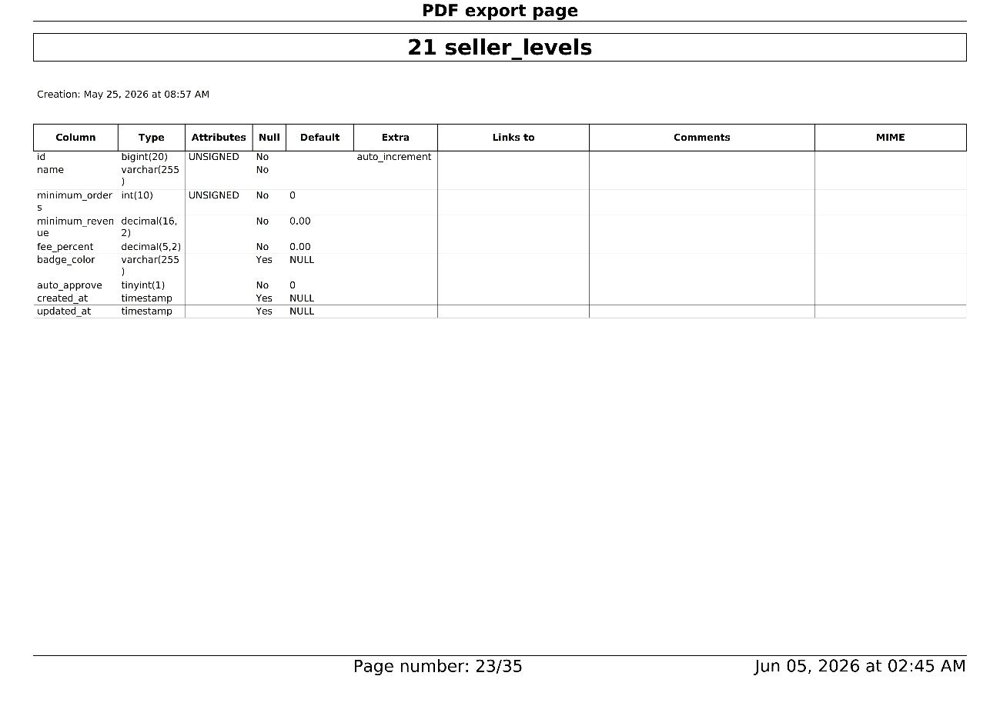 PDF export page
21 seller_levels
Creation: May 25, 2026 at 08:57 AM
Column Type Attributes Null Default Extra Links to Comments MIME
id bigint(20) UNSIGNED No auto_increment
name varchar(255 No
)
minimum_order int(10) UNSIGNED No 0
s
minimum_reven decimal(16, No 0.00
ue 2)
fee_percent decimal(5,2) No 0.00
badge_color varchar(255 Yes NULL
)
auto_approve tinyint(1) No 0
created_at timestamp Yes NULL
updated_at timestamp Yes NULL
Page number: 23/35 Jun 05, 2026 at 02:45 AM